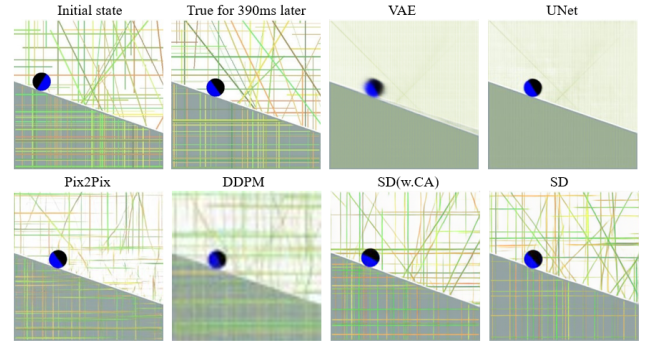 Initial state
True for 390ms later
VAE
UNet
Pix2Pix
DDPM
SD(w.CA)
SD